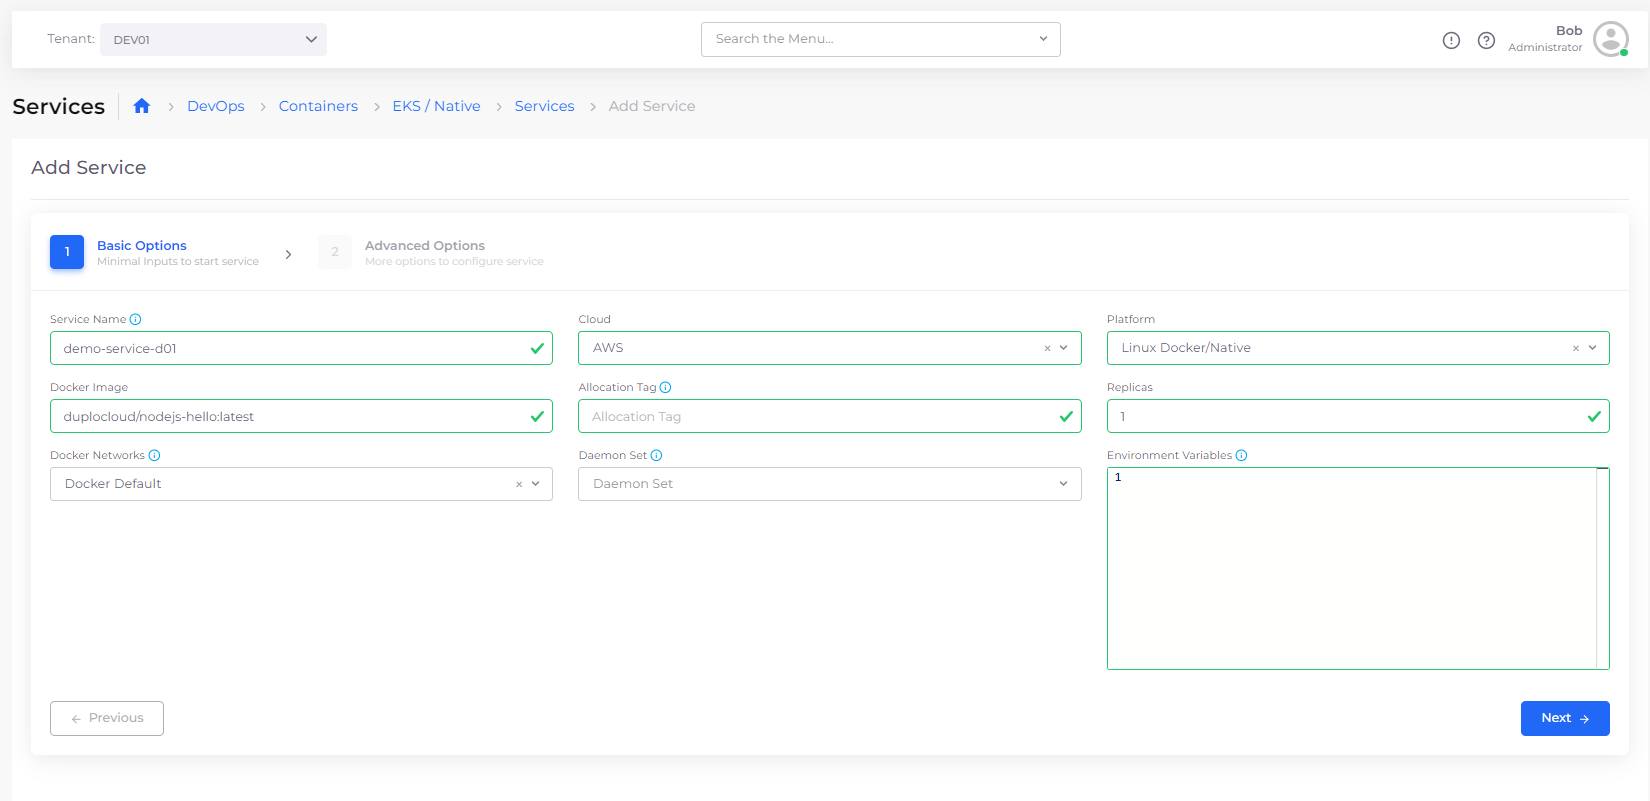 Tenant: DEV01 Search the Menu... Bob
Administrator
Services DevOps Containers EKS / Native Services Add Service
Add Service
1 Basic Options
Minimal Inputs to start service
2 Advanced Options
More options to configure service
Service Name Cloud Platform
demo-service-d01 AWS Linux Docker/Native
Docker Image Allocation Tag Replicas
duplocloud/nodejs-hello:latest Allocation Tag 1
Docker Networks Daemon Set Environment Variables
Docker Default Daemon Set 1
Previous Next